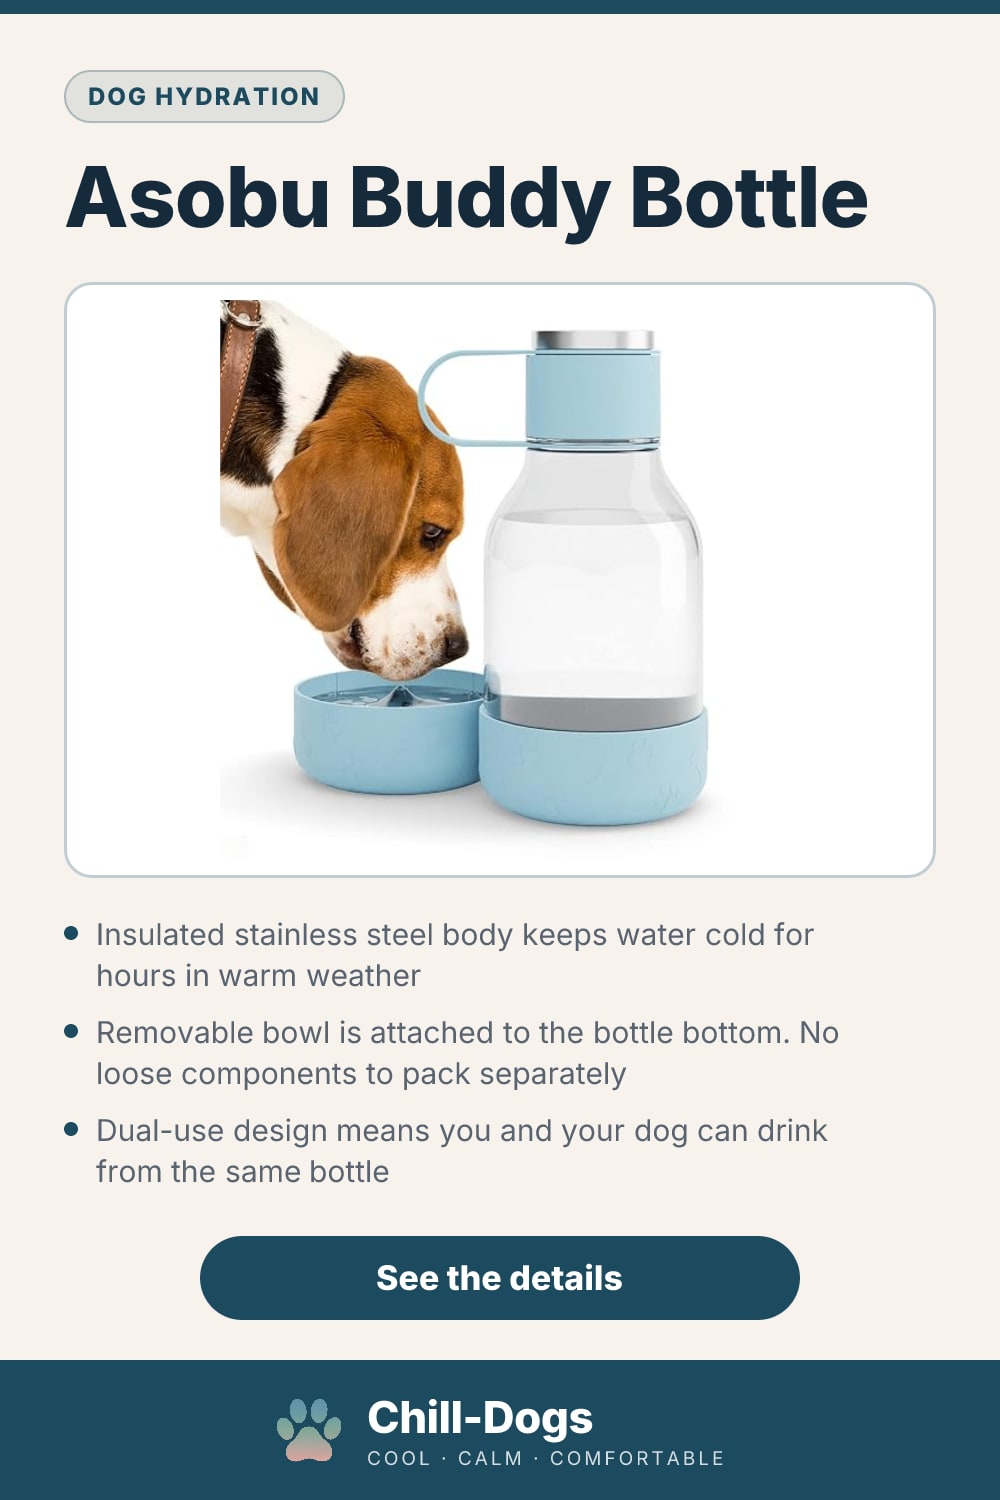 DOG HYDRATION
Asobu Buddy Bottle
Insulated stainless steel body keeps water cold for
hours in warm weather
Removable bowl is attached to the bottle bottom. No
loose components to pack separately
Dual-use design means you and your dog can drink
from the same bottle
See the details
Chill-Dogs
COOL · CALM · COMFORTABLE